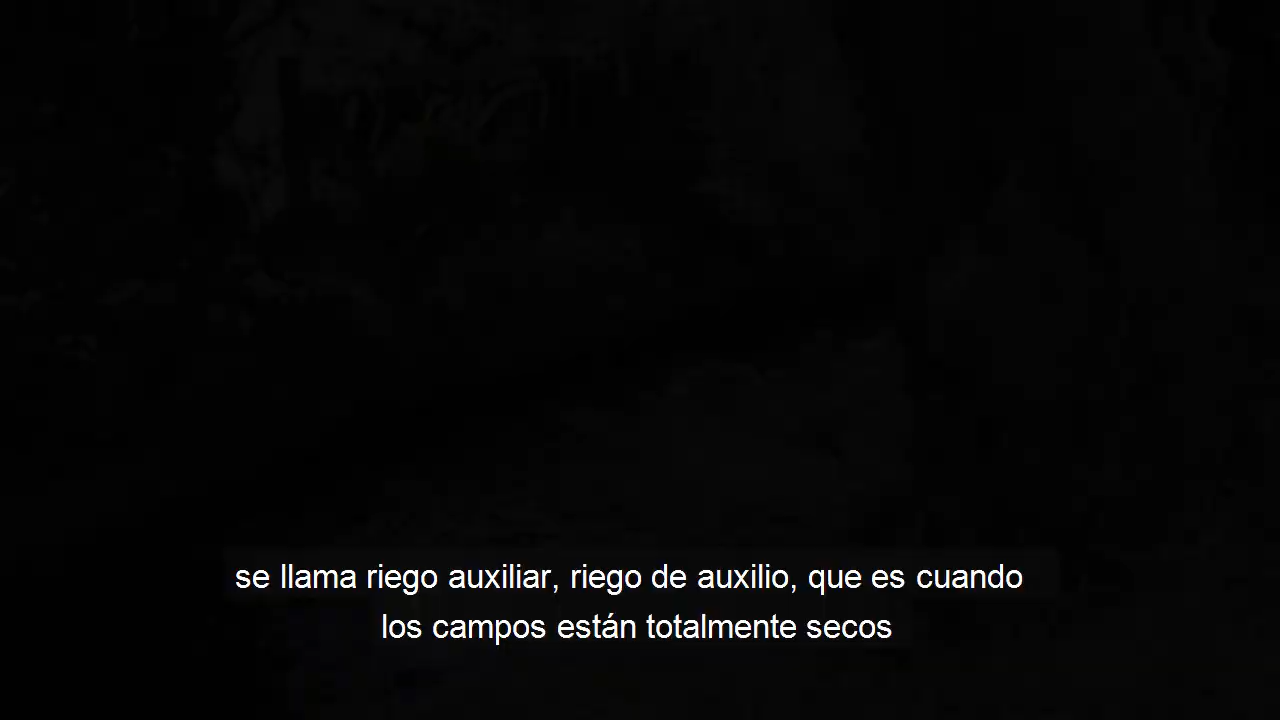 se llama riego auxiliar, riego de auxilio, que es cuando
los campos están totalmente secos